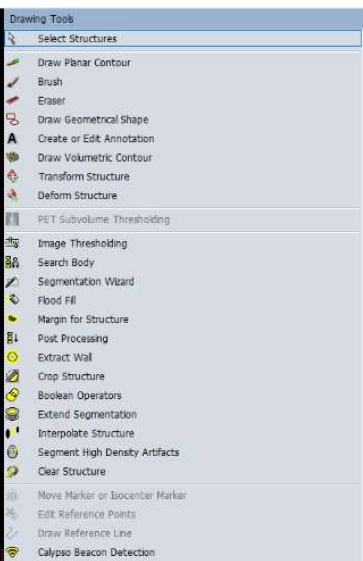 Drawing Tools
Select Structures
Draw Planar Contour
Brush
Eraser
Draw Geometrical Shape
A Create or Edit Annotation
Draw Volumetric Contour
Transform Structure
Deform Structure
PET Subvolume Thresholding
Image Thresholding
Search Body
Segmentation Wizard
Flood Fill
Margin for Structure
Post Processing
Extract Wall
Crop Structure
Boolean Operators
Extend Segmentation
Interpolate Structure
Segment High Density Artifacts
Clear Structure
Move Marker or Isocenter Marker
Edit Reference Points
Draw Reference Line
Calypso Beacon Detection